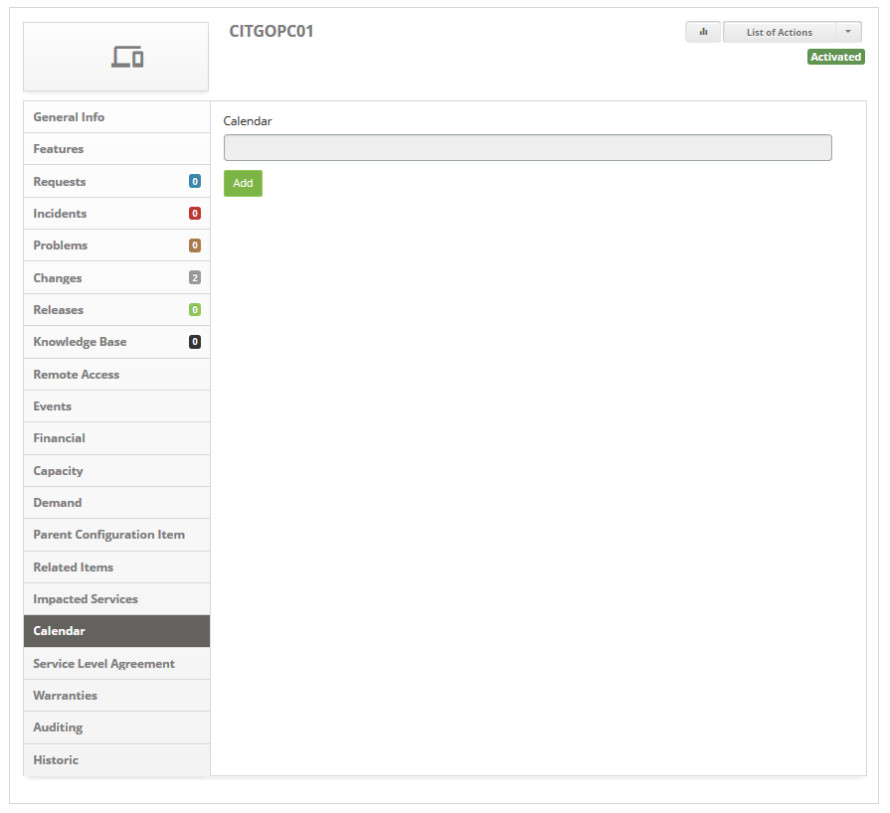 CITGOPC01
List of Actions
Activated
General Info
Features
Requests 0
Incidents 0
Problems 0
Changes 2
Releases 0
Knowledge Base 0
Remote Access
Events
Financial
Capacity
Demand
Parent Configuration Item
Related Items
Impacted Services
Calendar
Service Level Agreement
Warranties
Auditing
Historic
Calendar
Add